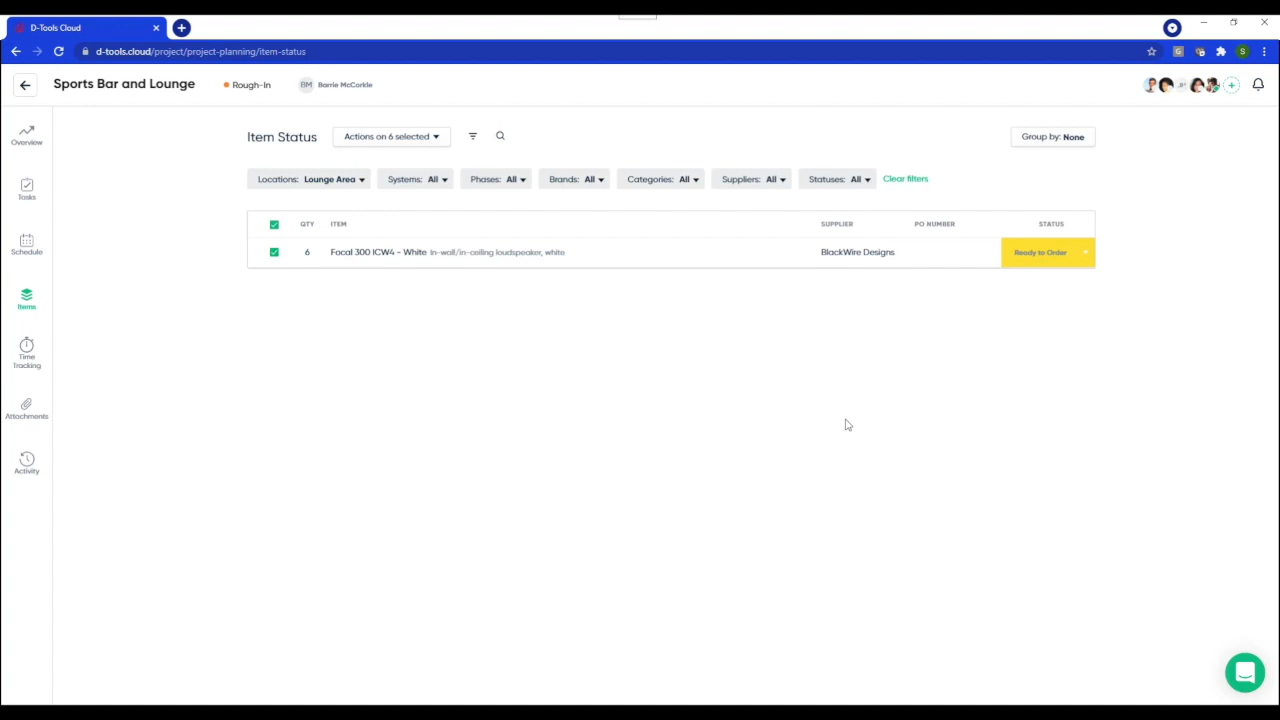 D-Tools Cloud
d-tools.cloud/project/project-planning/item-status
G
S
Sports Bar and Lounge
Rough-In
BM Barrie McCorkle
Overview
Tasks
Schedule
Items
Time
Tracking
Attachments
Activity
Item Status
Actions on 6 selected
Group by: None
Locations: Lounge Area
Systems: All
Phases: All
Brands: All
Categories: All
Suppliers: All
Statuses: All
Clear filters
QTY ITEM SUPPLIER PO NUMBER STATUS
6 Focal 300 ICW4 - White In-wall/in-ceiling loudspeaker, white BlackWire Designs Ready to Order